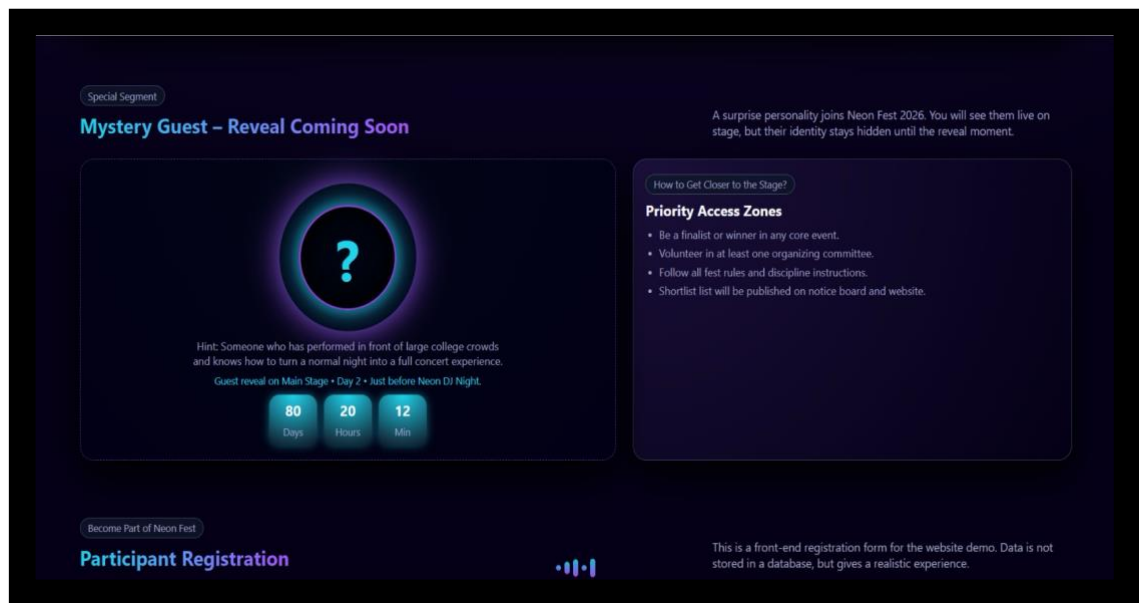 Special Segment
Mystery Guest – Reveal Coming Soon
A surprise personality joins Neon Fest 2026. You will see them live on
stage, but their identity stays hidden until the reveal moment.
?
Hint: Someone who has performed in front of large college crowds
and knows how to turn a normal night into a full concert experience.
Guest reveal on Main Stage • Day 2 • Just before Neon DJ Night.
80 20 12
Days Hours Min
How to Get Closer to the Stage?
Priority Access Zones
• Be a finalist or winner in any core event.
• Volunteer in at least one organizing committee.
• Follow all fest rules and discipline instructions.
• Shortlist list will be published on notice board and website.
Become Part of Neon Fest
Participant Registration
This is a front-end registration form for the website demo. Data is not
stored in a database, but gives a realistic experience.